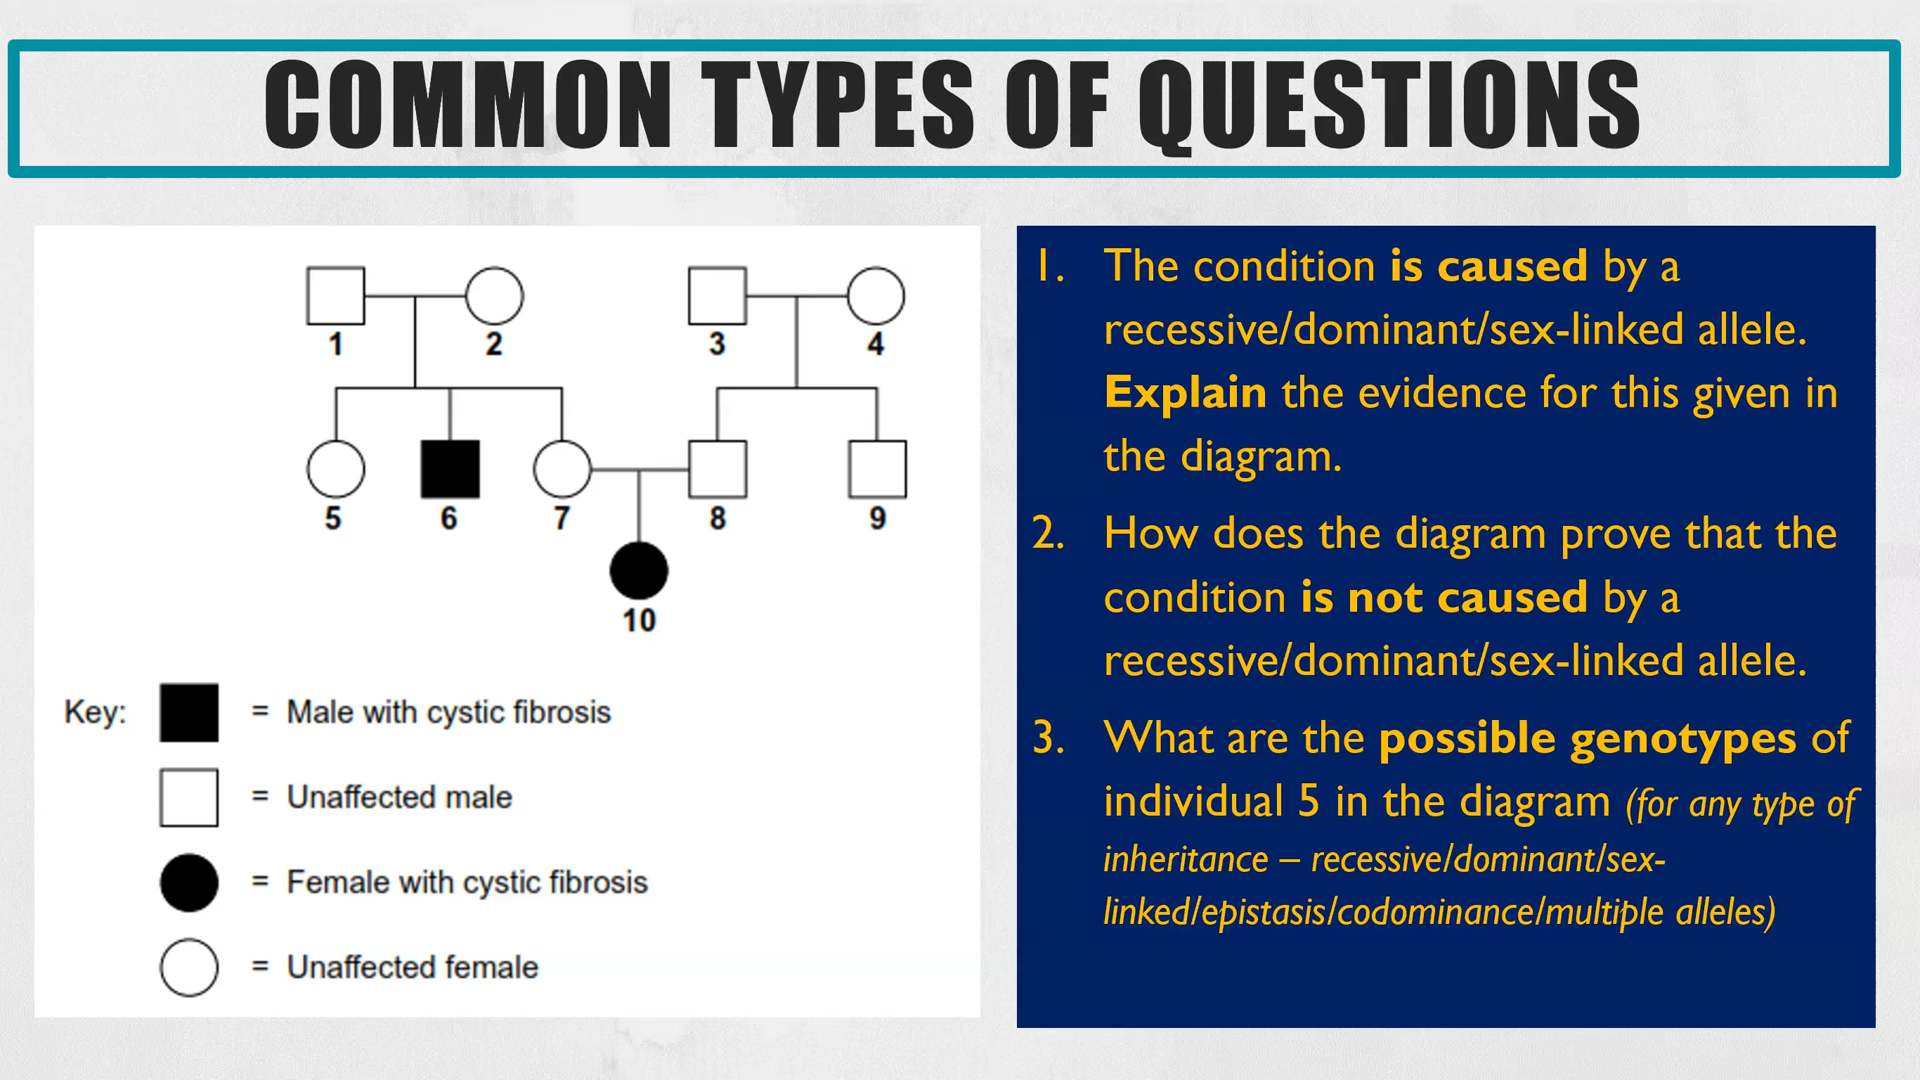 COMMON TYPES OF QUESTIONS
1 2 3 4
5 6 7 8 9
10
Key: = Male with cystic fibrosis
= Unaffected male
= Female with cystic fibrosis
= Unaffected female
1. The condition is caused by a
recessive/dominant/sex-linked allele.
Explain the evidence for this given in
the diagram.
2. How does the diagram prove that the
condition is not caused by a
recessive/dominant/sex-linked allele.
3. What are the possible genotypes of
individual 5 in the diagram (for any type of
inheritance – recessive/dominant/sex-
linked/epistasis/codominance/multiple alleles)